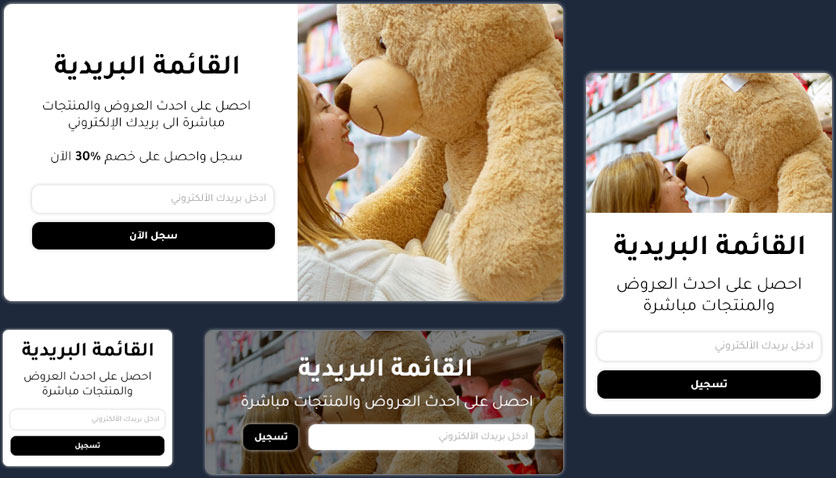 القائمة البريدية
احصل على احدث العروض والمنتجات
مباشرة الى بريدك الإلكتروني
سجل واحصل على خصم 30% الآن
ادخل بريدك الألكتروني
سجل الآن
القائمة البريدية
احصل على احدث العروض
والمنتجات مباشرة
ادخل بريدك الألكتروني
تسجيل
القائمة البريدية
احصل على احدث العروض والمنتجات مباشرة
ادخل بريدك الألكتروني
تسجيل
القائمة البريدية
احصل على احدث العروض
والمنتجات مباشرة
ادخل بريدك الألكتروني
تسجيل